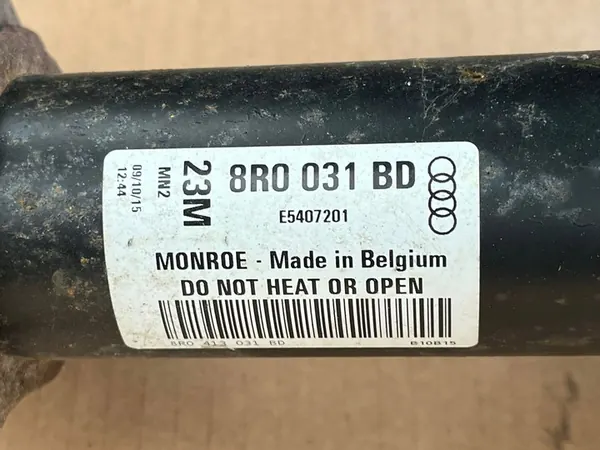 09/10/15
12:44
MN2
23M
8R0 031 BD
E5407201
MONROE - Made in Belgium
DO NOT HEAT OR OPEN
8R0 413 031 BD
B10B15